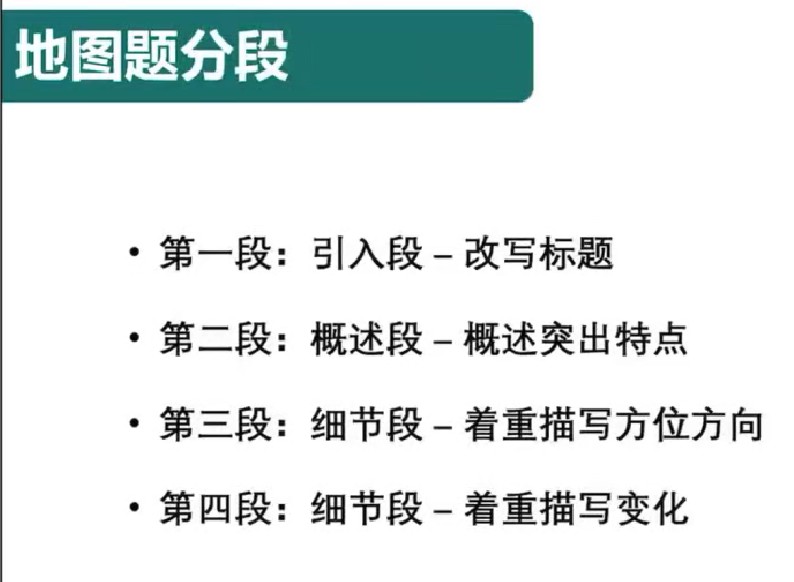 地图题分段
• 第一段：引入段 – 改写标题
• 第二段：概述段 – 概述突出特点
• 第三段：细节段 – 着重描写方位方向
• 第四段：细节段 – 着重描写变化